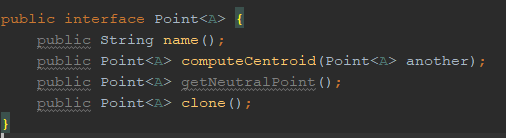 public interface Point<A> {
public String name();
public Point<A> computeCentroid(Point<A> another);
public Point<A> getNeutralPoint();
public Point<A> clone();
}